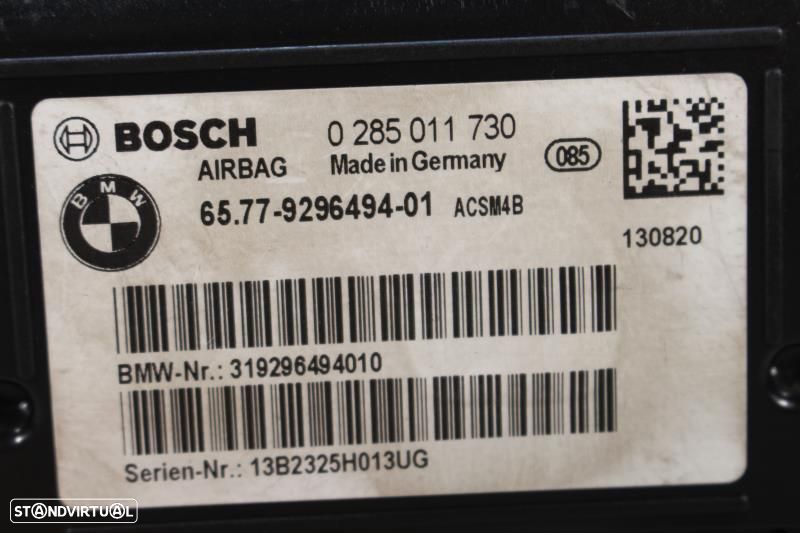 BOSCH 0 285 011 730
AIRBAG Made in Germany 085
BMW 65.77-9296494-01 ACSM4B
130820
BMW-Nr.: 319296494010
Serien-Nr.: 13B2325H013UG
STANDVIRTUAL